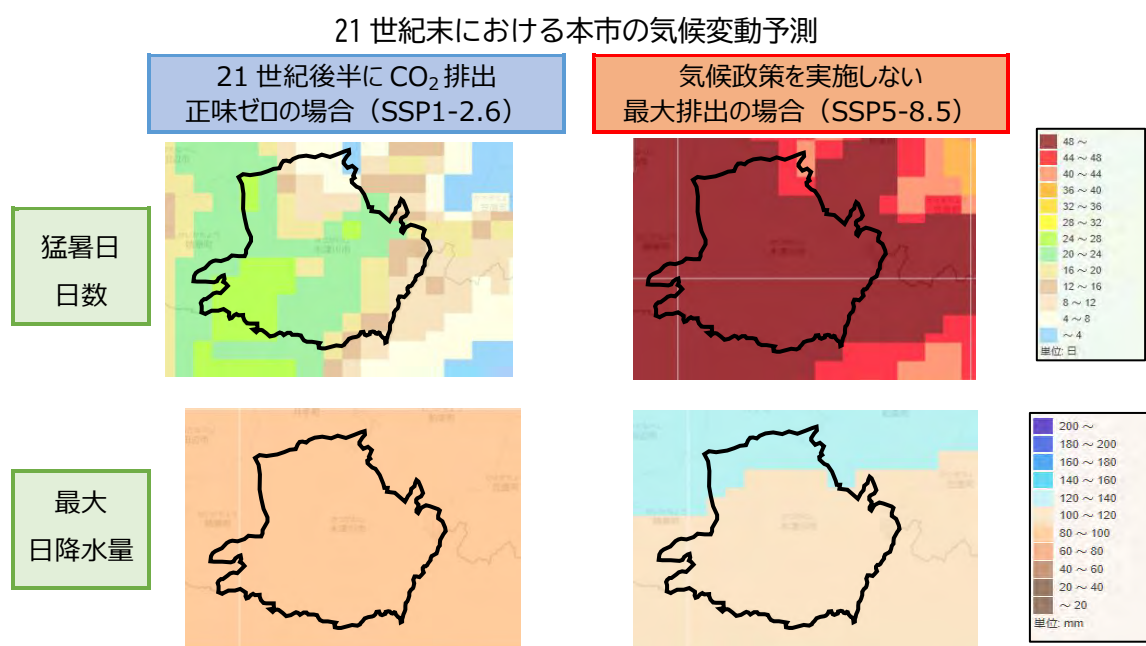 21 世紀末における本市の気候変動予測
21 世紀後半に CO₂ 排出
正味ゼロの場合（SSP1-2.6）
気候政策を実施しない
最大排出の場合（SSP5-8.5）
猛暑日
日数
48 ～
44 ～ 48
40 ～ 44
36 ～ 40
32 ～ 36
28 ～ 32
24 ～ 28
20 ～ 24
16 ～ 20
12 ～ 16
8 ～ 12
4 ～ 8
～ 4
単位: 日
最大
日降水量
200 ～
180 ～ 200
160 ～ 180
140 ～ 160
120 ～ 140
100 ～ 120
80 ～ 100
60 ～ 80
40 ～ 60
20 ～ 40
～ 20
単位: mm